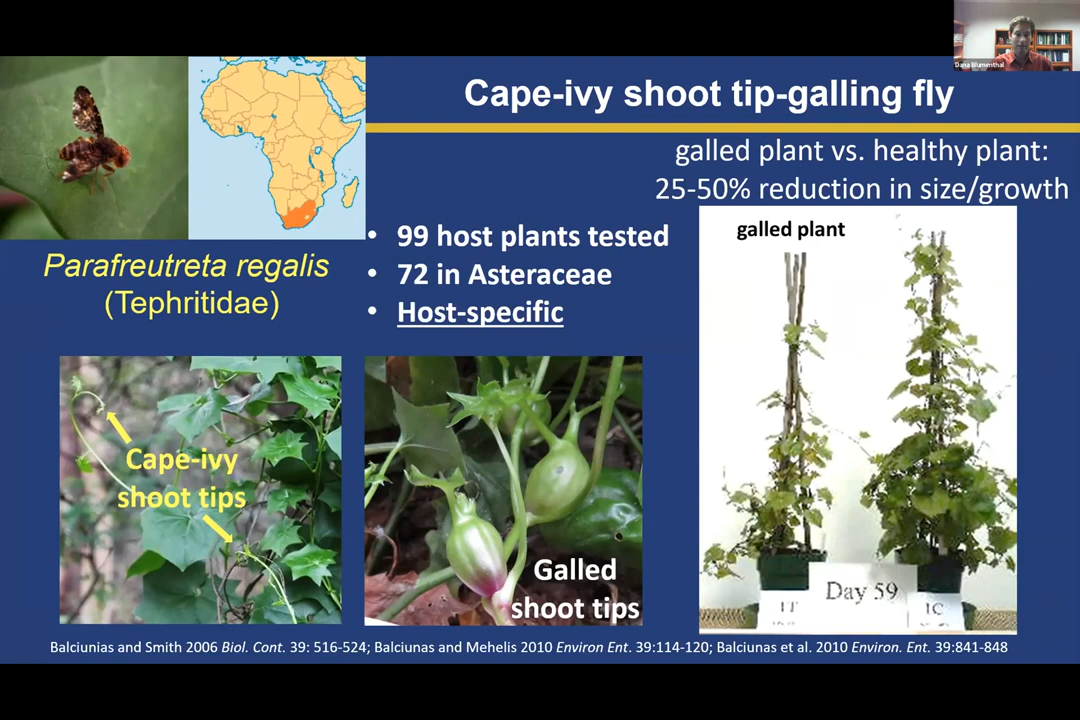 Dana Blumenthal
Cape-ivy shoot tip-galling fly
galled plant vs. healthy plant:
25-50% reduction in size/growth
Parafreutreta regalis
(Tephritidae)
• 99 host plants tested
• 72 in Asteraceae
• Host-specific
galled plant
Cape-ivy
shoot tips
Galled
shoot tips
Day 59
1T
1C
Balciunias and Smith 2006 Biol. Cont. 39: 516-524; Balciunas and Mehelis 2010 Environ Ent. 39:114-120; Balciunas et al. 2010 Environ. Ent. 39:841-848